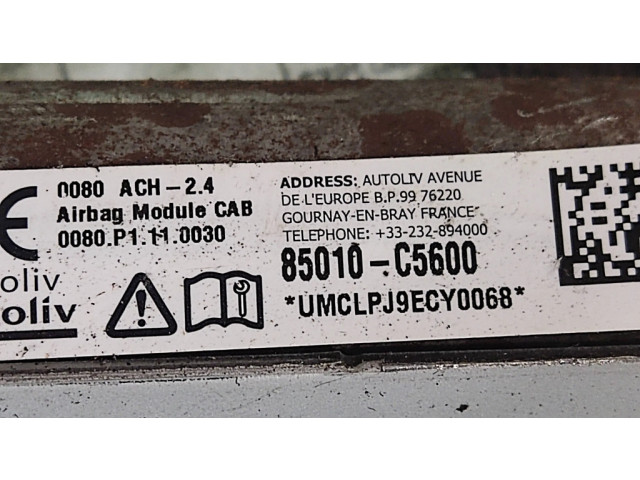 CE 0080 ACH-2.4
Airbag Module CAB
0080.P1.11.0030
oliv
oliv
ADDRESS: AUTOLIV AVENUE
DE L'EUROPE B.P.99 76220
GOURNAY-EN-BRAY FRANCE
TELEPHONE: +33-232-894000
85010-C5600
*UMCLPJ9ECY0068*